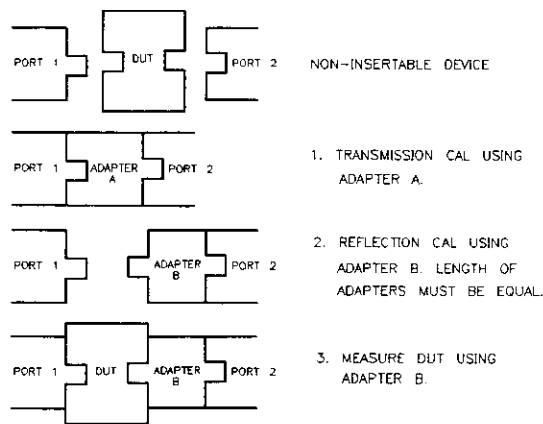 PORT 1 DUT PORT 2 NON-INSERTABLE DEVICE
PORT 1 ADAPTER A PORT 2
1. TRANSMISSION CAL USING
ADAPTER A.
PORT 1 ADAPTER B PORT 2
2. REFLECTION CAL USING
ADAPTER B. LENGTH OF
ADAPTERS MUST BE EQUAL.
PORT 1 DUT ADAPTER B PORT 2
3. MEASURE DUT USING
ADAPTER B.